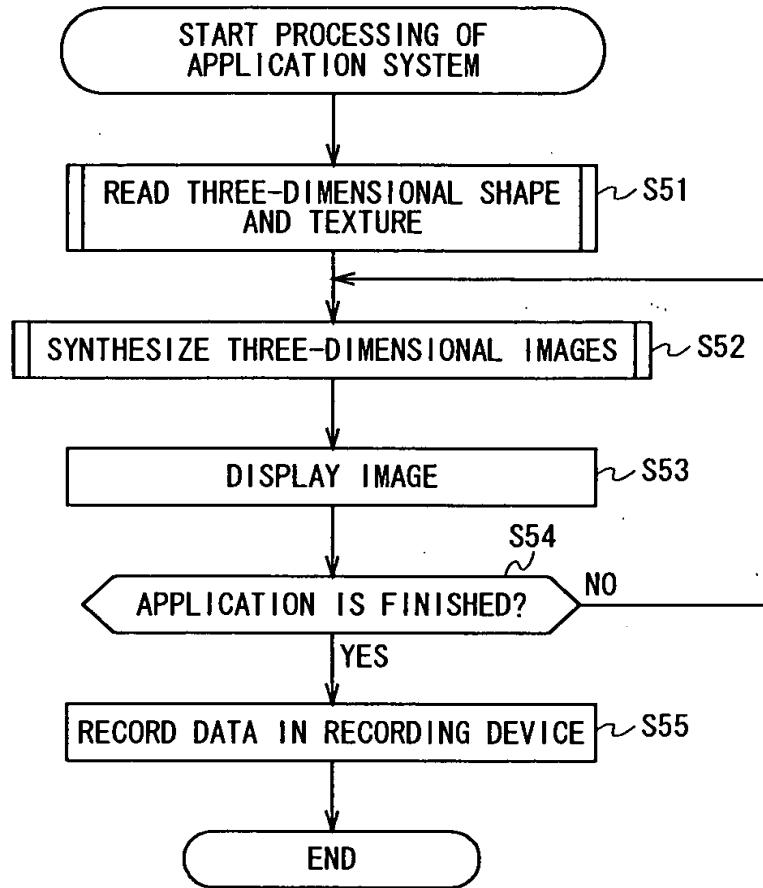 START PROCESSING OF
APPLICATION SYSTEM
READ THREE-DIMENSIONAL SHAPE
AND TEXTURE
S51
SYNTHESIZE THREE-DIMENSIONAL IMAGES
S52
DISPLAY IMAGE
S53
S54
APPLICATION IS FINISHED?
NO
YES
RECORD DATA IN RECORDING DEVICE
S55
END